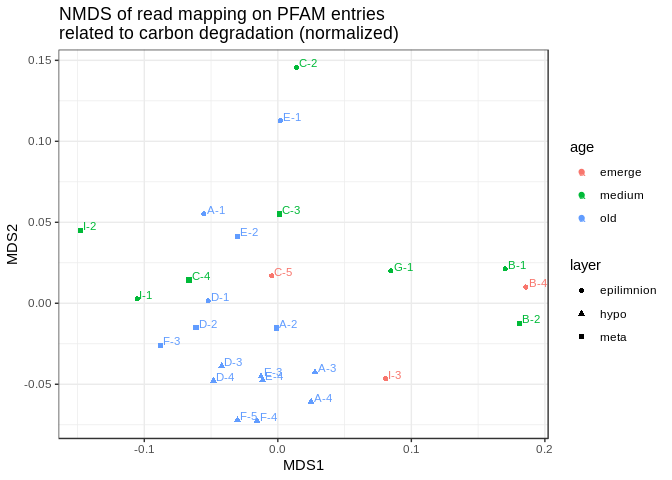 NMDS of read mapping on PFAM entries
related to carbon degradation (normalized)
0.15
0.10
0.05
0.00
-0.05
MDS2
C-2
E-1
A-1
C-3
I-2
E-2
G-1
B-1
C-5
C-4
B-4
I-1
D-1
B-2
D-2
A-2
F-3
D-3
A-3
E-3
E-4
D-4
I-3
A-4
F-5
F-4
-0.1
0.0
0.1
0.2
MDS1
age
emerge
medium
old
layer
epilimnion
hypo
meta